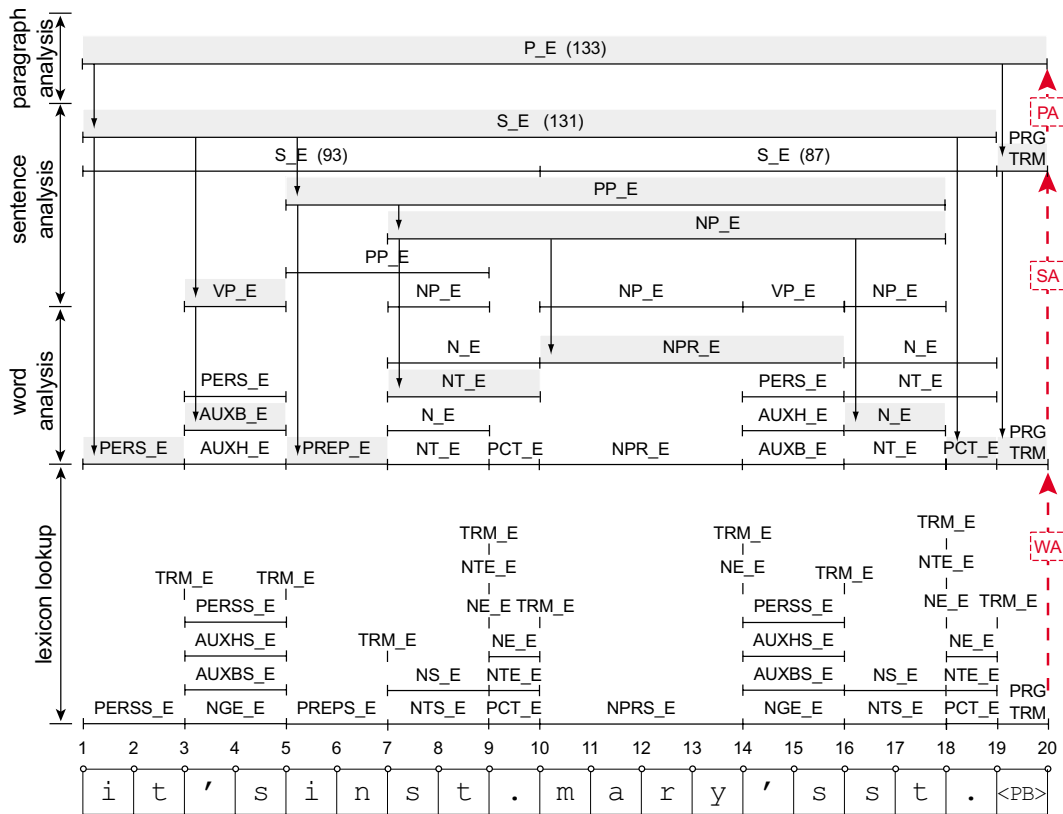 P_E (133)
PA
S_E (131)
PRG
S_E (93) S_E (87) TRM
PP_E
NP_E
PP_E
SA
VP_E NP_E NP_E VP_E NP_E
N_E NPR_E N_E
PERS_E NT_E PERS_E NT_E
AUXB_E N_E AUXH_E N_E
PRG
PERS_E AUXH_E PREP_E NT_E PCT_E NPR_E AUXB_E NT_E PCT_E TRM
TRM_E
TRM_E TRM_E
WA
NTE_E NE_E NTE_E
TRM_E TRM_E TRM_E
PERSS_E NE_E TRM_E PERSS_E NE_E TRM_E
AUXHS_E TRM_E NE_E AUXHS_E NE_E
AUXBS_E NS_E NTE_E AUXBS_E NS_E NTE_E
PRG
PERSS_E NGE_E PREPS_E NTS_E PCT_E NPRS_E NGE_E NTS_E PCT_E TRM
1 2 3 4 5 6 7 8 9 10 11 12 13 14 15 16 17 18 19 20
i t ' s i n s t . m a r y ' s s t . <PB>
paragraph
analysis
sentence
analysis
word
analysis
lexicon lookup